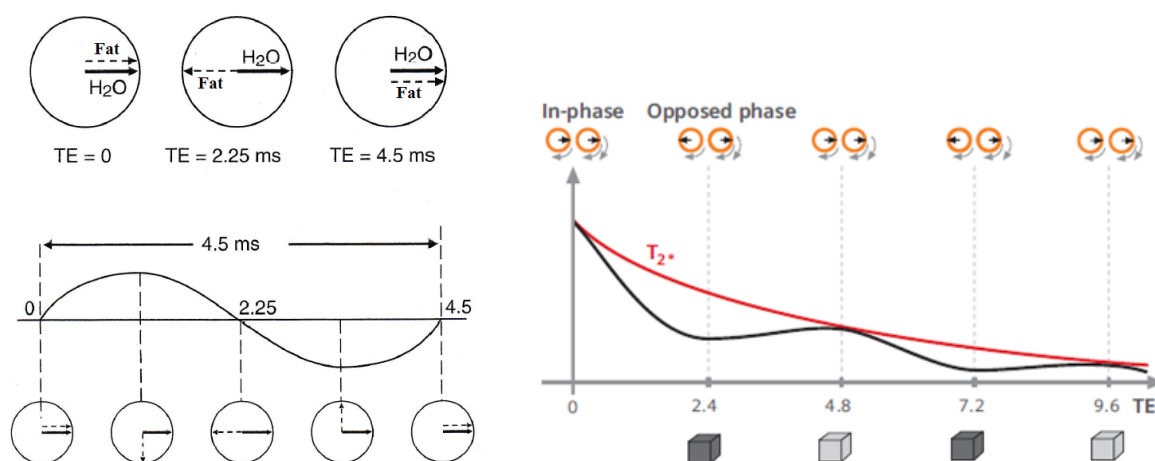 Fat
H₂O
H₂O
Fat
H₂O
Fat
TE = 0
TE = 2.25 ms
TE = 4.5 ms
4.5 ms
0
2.25
4.5
In-phase
Opposed phase
T₂*
0
2.4
4.8
7.2
9.6
TE